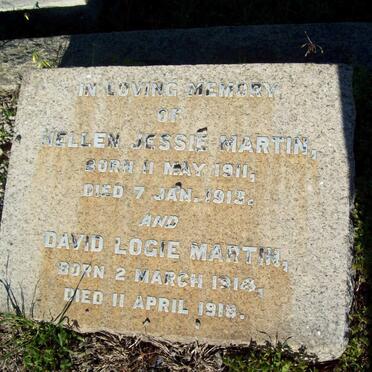 IN LOVING MEMORY
OF
HELLEN JESSIE MARTIN,
BORN 11 MAY 1911,
DIED 7 JAN. 1913.
AND
DAVID LOGIE MARTIN,
BORN 2 MARCH 1914,
DIED 11 APRIL 1918.